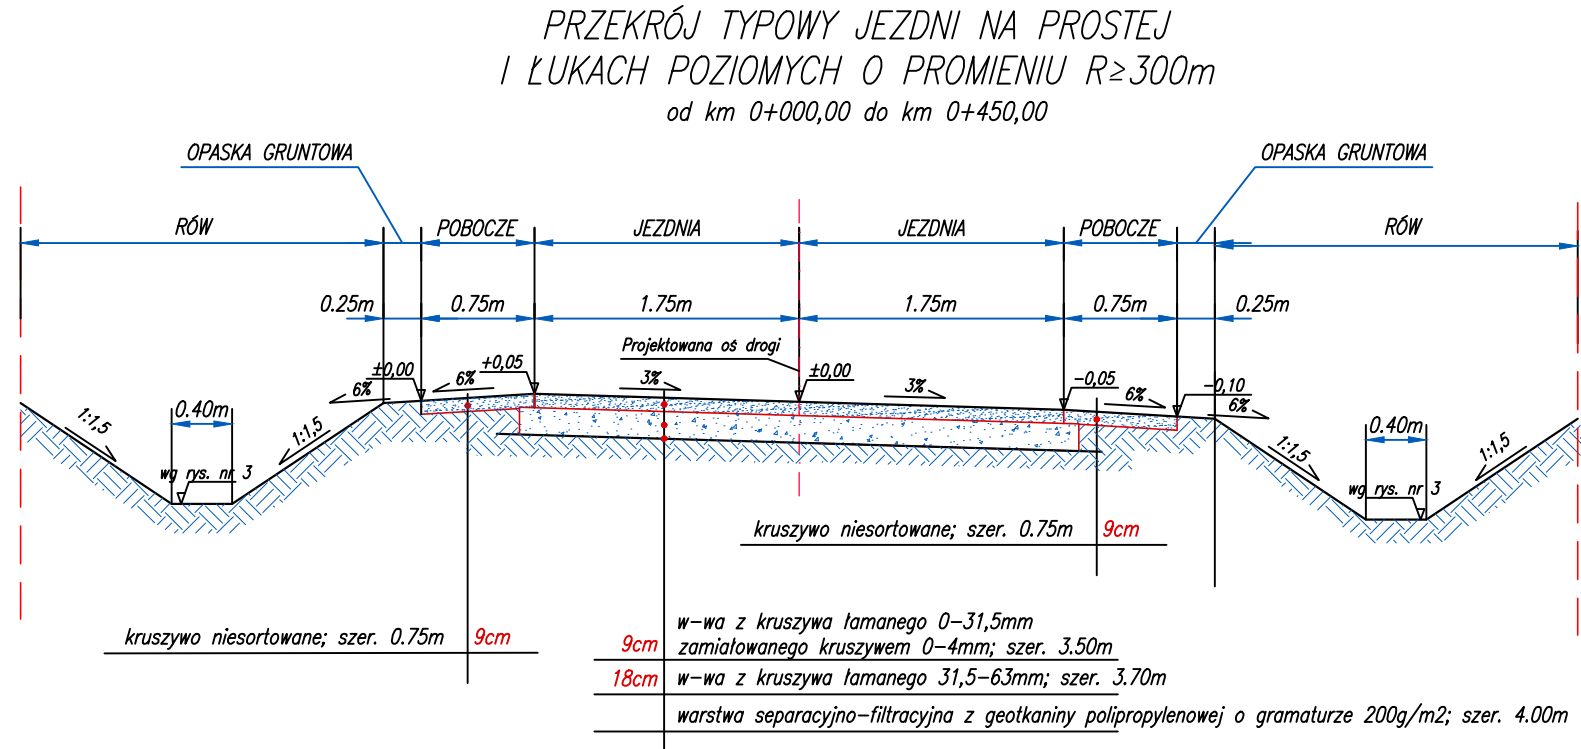 PRZEKRÓJ TYPOWY JEZDNI NA PROSTEJ
I ŁUKACH POZIOMYCH O PROMIENIU R≥300m
od km 0+000,00 do km 0+450,00
OPASKA GRUNTOWA
OPASKA GRUNTOWA
RÓW
POBOCZE
JEZDNIA
JEZDNIA
POBOCZE
RÓW
0.25m
0.75m
1.75m
1.75m
0.75m
0.25m
Projektowana oś drogi
±0,00
+0,05
±0,00
-0,05
-0,10
6%
6%
3%
3%
6%
6%
1:1,5
0.40m
1:1,5
1:1,5
0.40m
1:1,5
wg rys. nr 3
wg rys. nr 3
kruszywo niesortowane; szer. 0.75m 9cm
kruszywo niesortowane; szer. 0.75m 9cm
w-wa z kruszywa łamanego 0-31,5mm
9cm zamiałowanego kruszywem 0-4mm; szer. 3.50m
18cm w-wa z kruszywa łamanego 31,5-63mm; szer. 3.70m
warstwa separacyjno-filtracyjna z geotkaniny polipropylenowej o gramaturze 200g/m2; szer. 4.00m